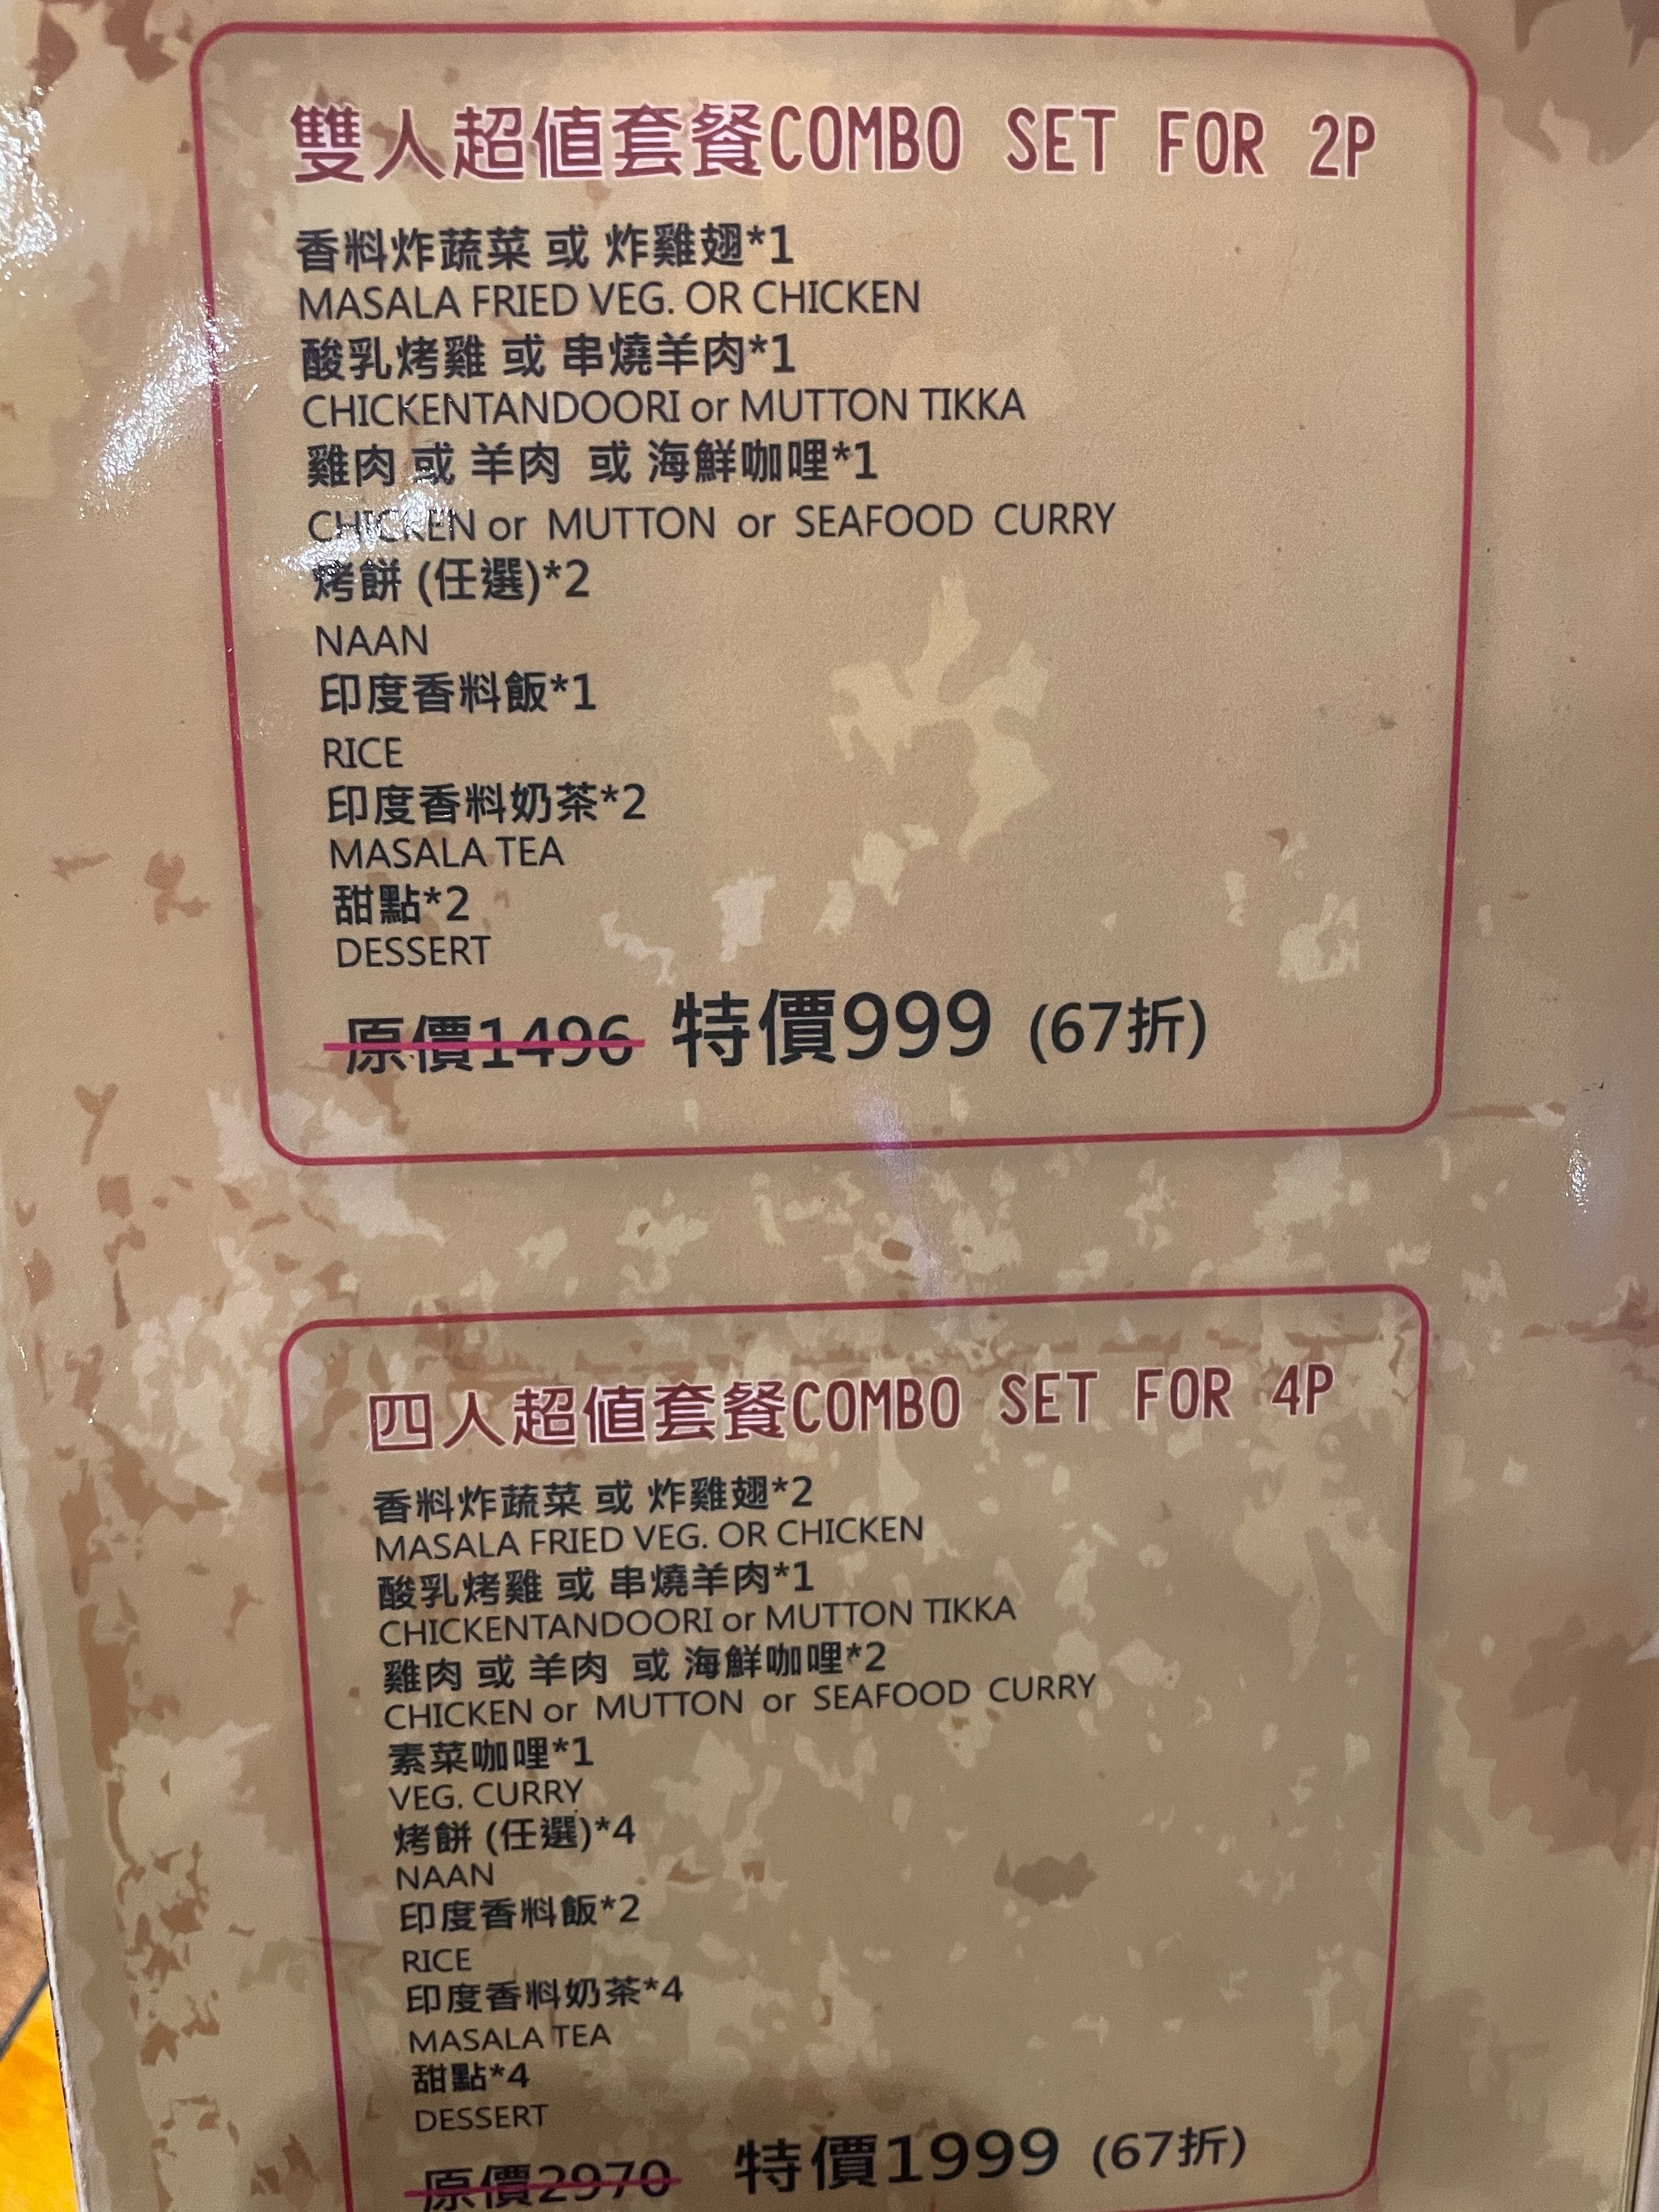 雙人超值套餐COMBO SET FOR 2P
香料炸蔬菜 或 炸雞翅*1
MASALA FRIED VEG. OR CHICKEN
酸乳烤雞 或 串燒羊肉*1
CHICKENTANDOORI or MUTTON TIKKA
雞肉 或 羊肉 或 海鮮咖哩*1
CHICKEN or MUTTON or SEAFOOD CURRY
烤餅 (任選)*2
NAAN
印度香料飯*1
RICE
印度香料奶茶*2
MASALA TEA
甜點*2
DESSERT
原價1496 特價999 (67折)
四人超值套餐COMBO SET FOR 4P
香料炸蔬菜 或 炸雞翅*2
MASALA FRIED VEG. OR CHICKEN
酸乳烤雞 或 串燒羊肉*1
CHICKENTANDOORI or MUTTON TIKKA
雞肉 或 羊肉 或 海鮮咖哩*2
CHICKEN or MUTTON or SEAFOOD CURRY
素菜咖哩*1
VEG. CURRY
烤餅 (任選)*4
NAAN
印度香料飯*2
RICE
印度香料奶茶*4
MASALA TEA
甜點*4
DESSERT
原價2970 特價1999 (67折)